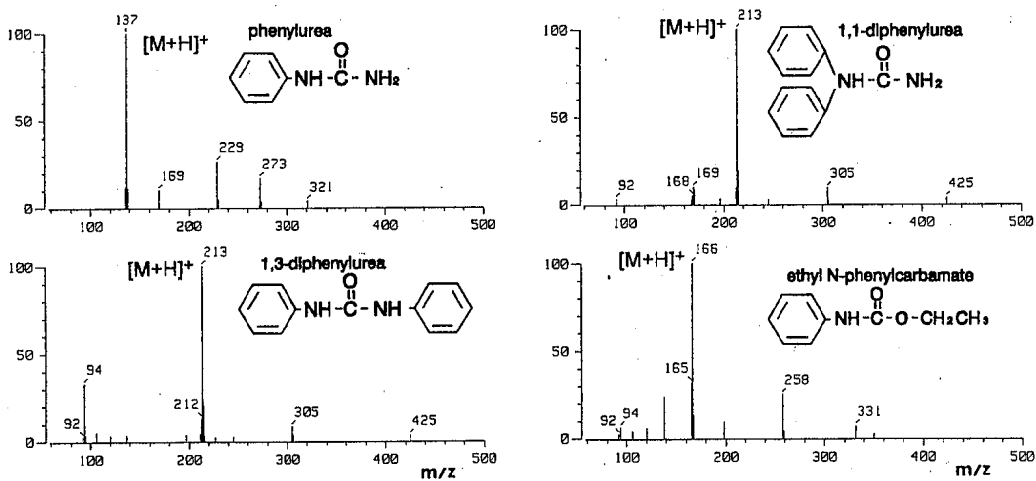 137
[M+H]+
phenylurea
O
NH-C-NH₂
100
50
0
169
229
273
321
100 200 300 400 500
213
[M+H]+
1,1-diphenylurea
O
NH-C-NH₂
100
50
0
92
168
169
305
425
100 200 300 400 500
213
[M+H]+
1,3-diphenylurea
O
NH-C-NH
100
50
0
94
92
212
305
425
100 200 300 400 500
m/z
166
[M+H]+
ethyl N-phenylcarbamate
O
NH-C-O-CH₂CH₃
100
50
0
165
92
94
258
331
100 200 300 400 500
m/z